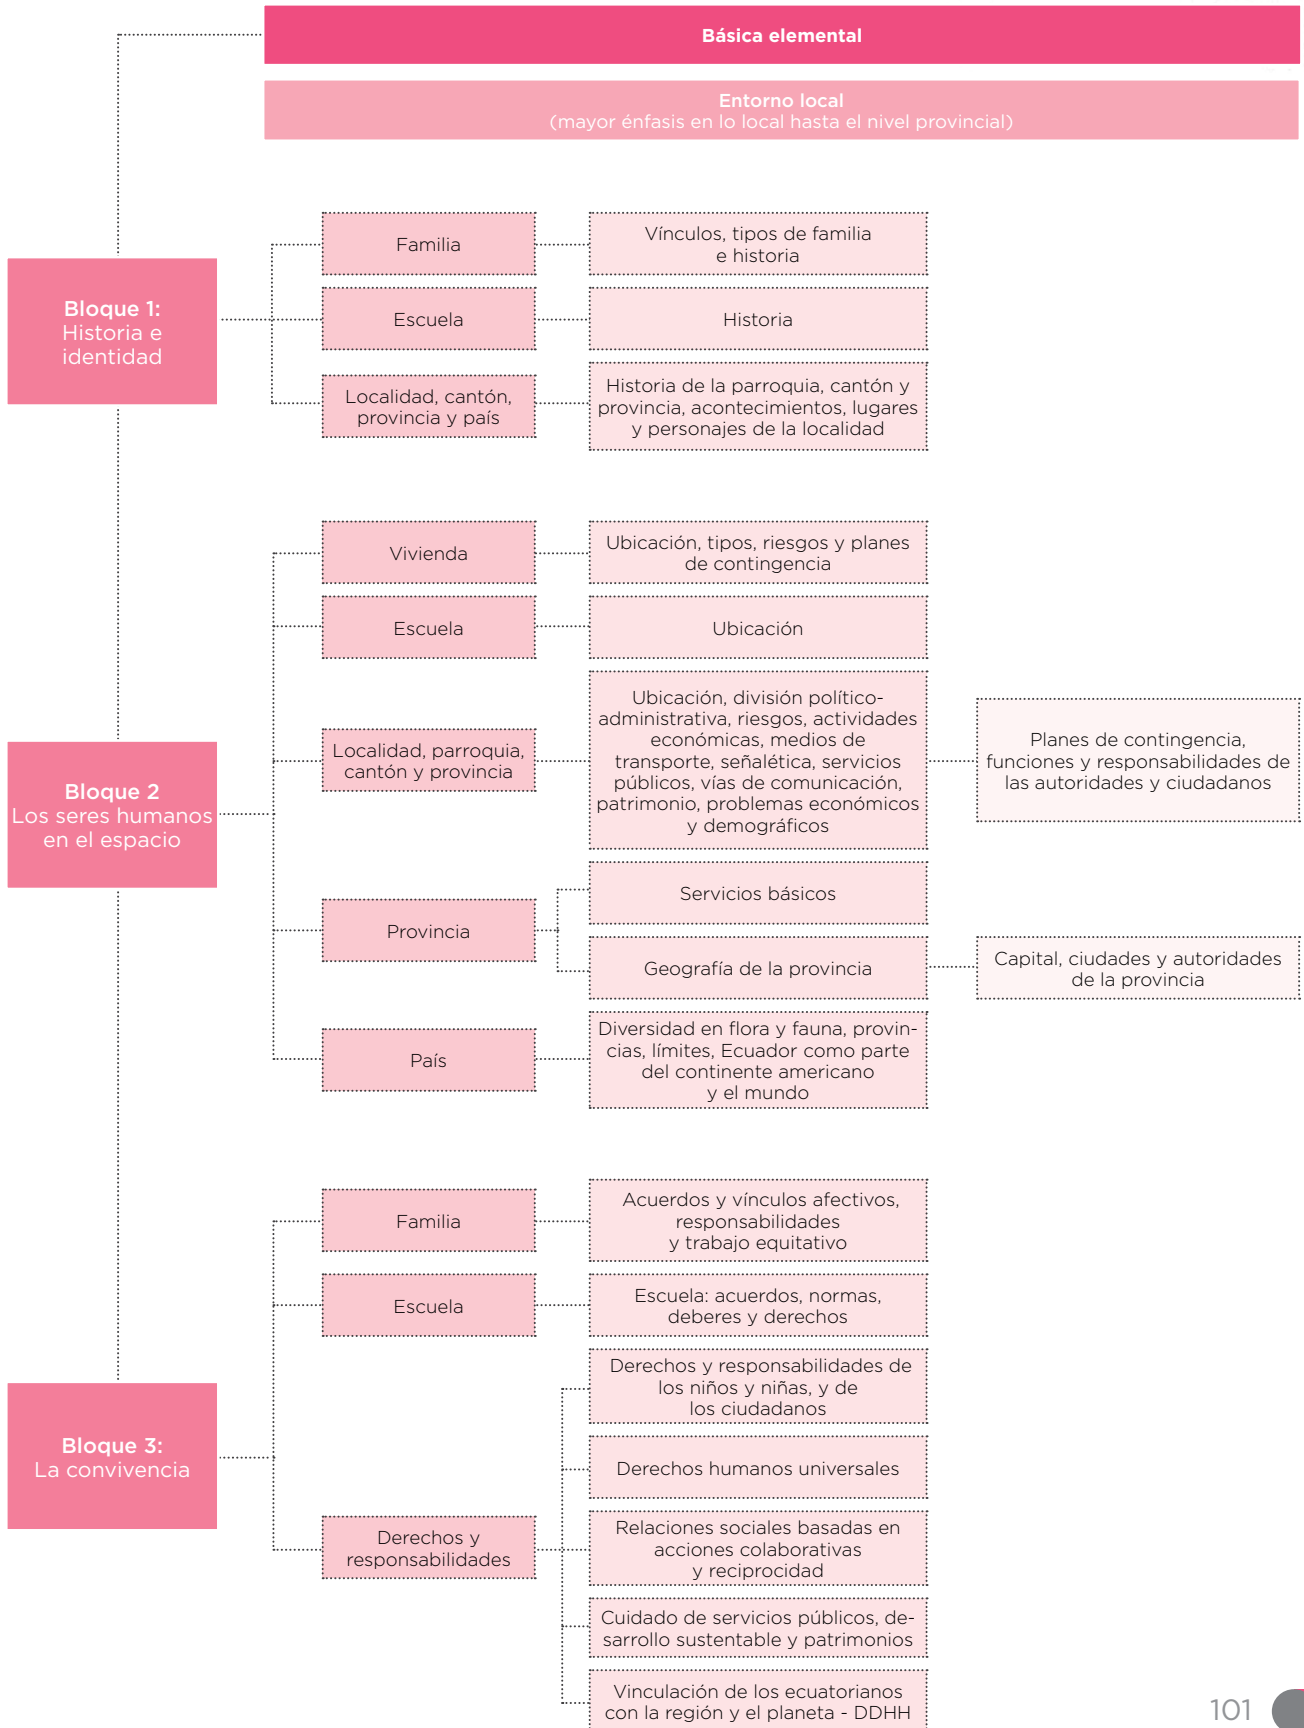 Básica elemental
Entorno local
(mayor énfasis en lo local hasta el nivel provincial)
Bloque 1:
Historia e
identidad
Familia
Vínculos, tipos de familia
e historia
Escuela
Historia
Localidad, cantón,
provincia y país
Historia de la parroquia, cantón y
provincia, acontecimientos, lugares
y personajes de la localidad
Bloque 2
Los seres humanos
en el espacio
Vivienda
Ubicación, tipos, riesgos y planes
de contingencia
Escuela
Ubicación
Localidad, parroquia,
cantón y provincia
Ubicación, división político-
administrativa, riesgos, actividades
económicas, medios de
transporte, señalética, servicios
públicos, vías de comunicación,
patrimonio, problemas económicos
y demográficos
Planes de contingencia,
funciones y responsabilidades de
las autoridades y ciudadanos
Provincia
Servicios básicos
Geografía de la provincia
Capital, ciudades y autoridades
de la provincia
País
Diversidad en flora y fauna, provin-
cias, límites, Ecuador como parte
del continente americano
y el mundo
Bloque 3:
La convivencia
Familia
Acuerdos y vínculos afectivos,
responsabilidades
y trabajo equitativo
Escuela
Escuela: acuerdos, normas,
deberes y derechos
Derechos y
responsabilidades
Derechos y responsabilidades de
los niños y niñas, y de
los ciudadanos
Derechos humanos universales
Relaciones sociales basadas en
acciones colaborativas
y reciprocidad
Cuidado de servicios públicos, de-
sarrollo sustentable y patrimonios
Vinculación de los ecuatorianos
con la región y el planeta - DDHH
101